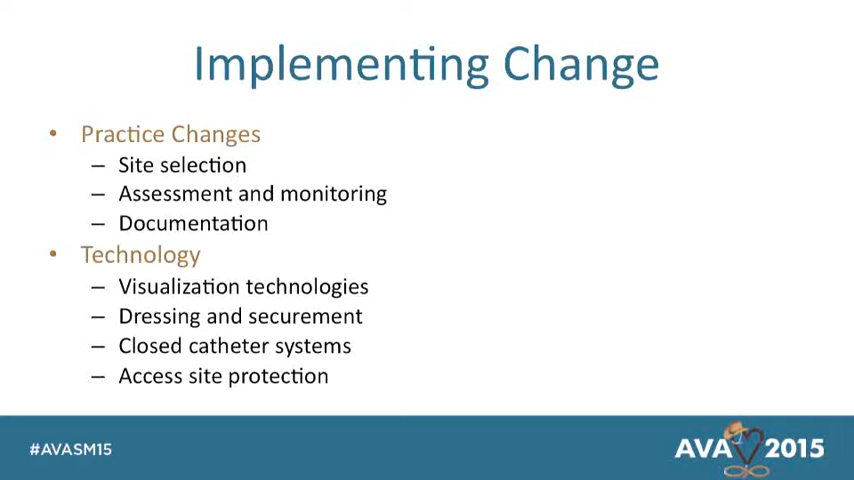 Implementing Change
• Practice Changes
– Site selection
– Assessment and monitoring
– Documentation
• Technology
– Visualization technologies
– Dressing and securement
– Closed catheter systems
– Access site protection
#AVASM15
AVA 2015